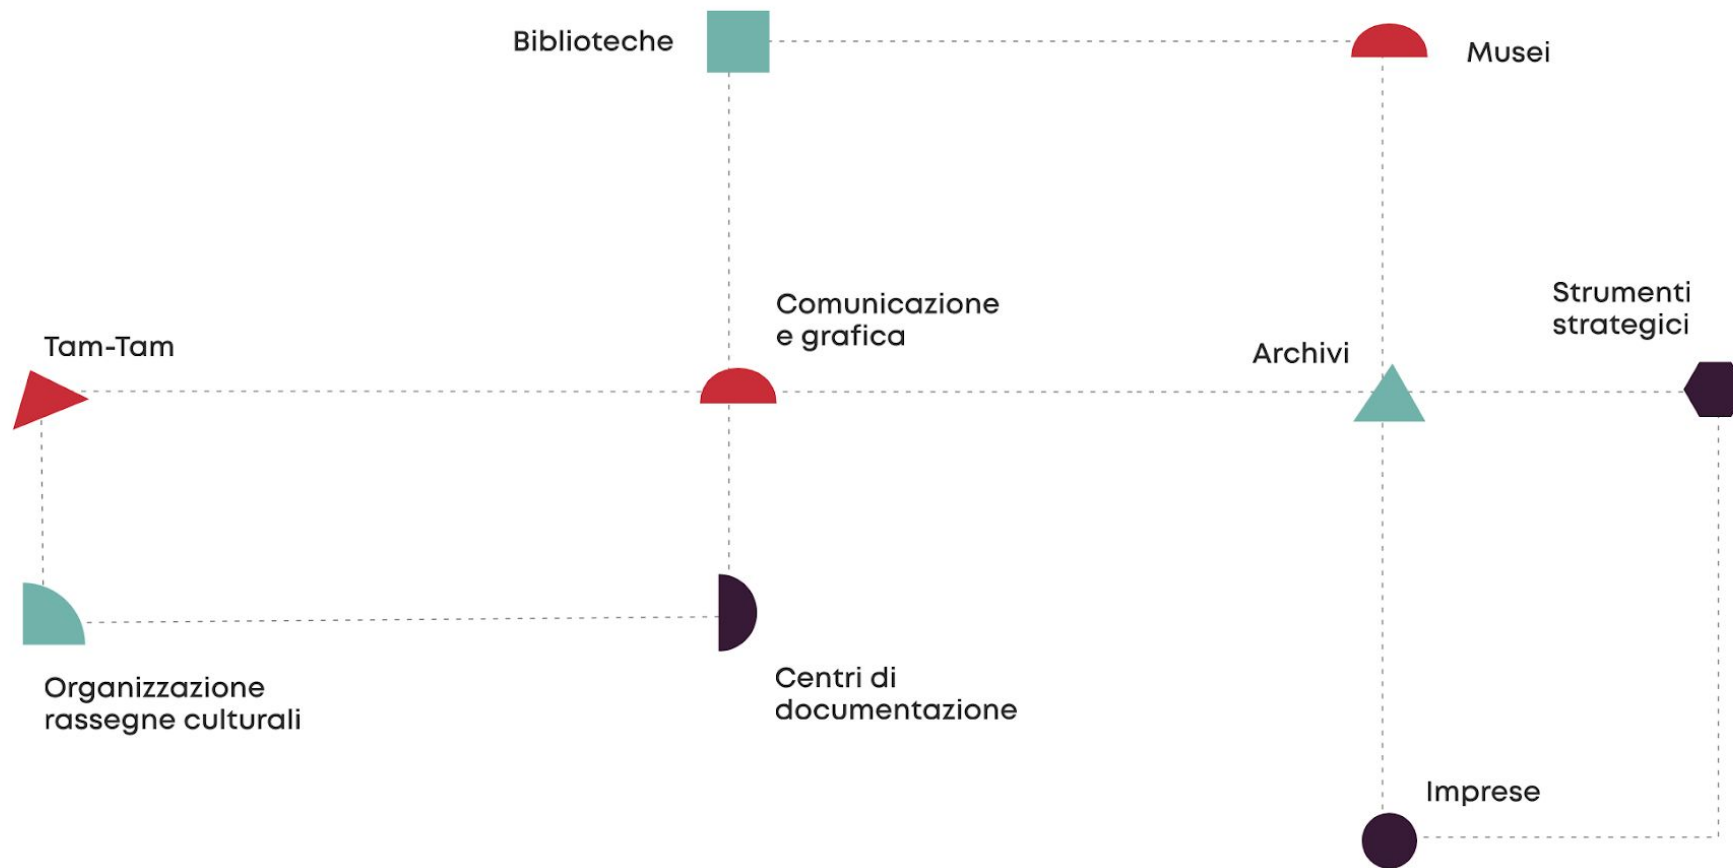 Biblioteche
Musei
Comunicazione
e grafica
Strumenti
strategici
Tam-Tam
Archivi
Organizzazione
rassegne culturali
Centri di
documentazione
Imprese